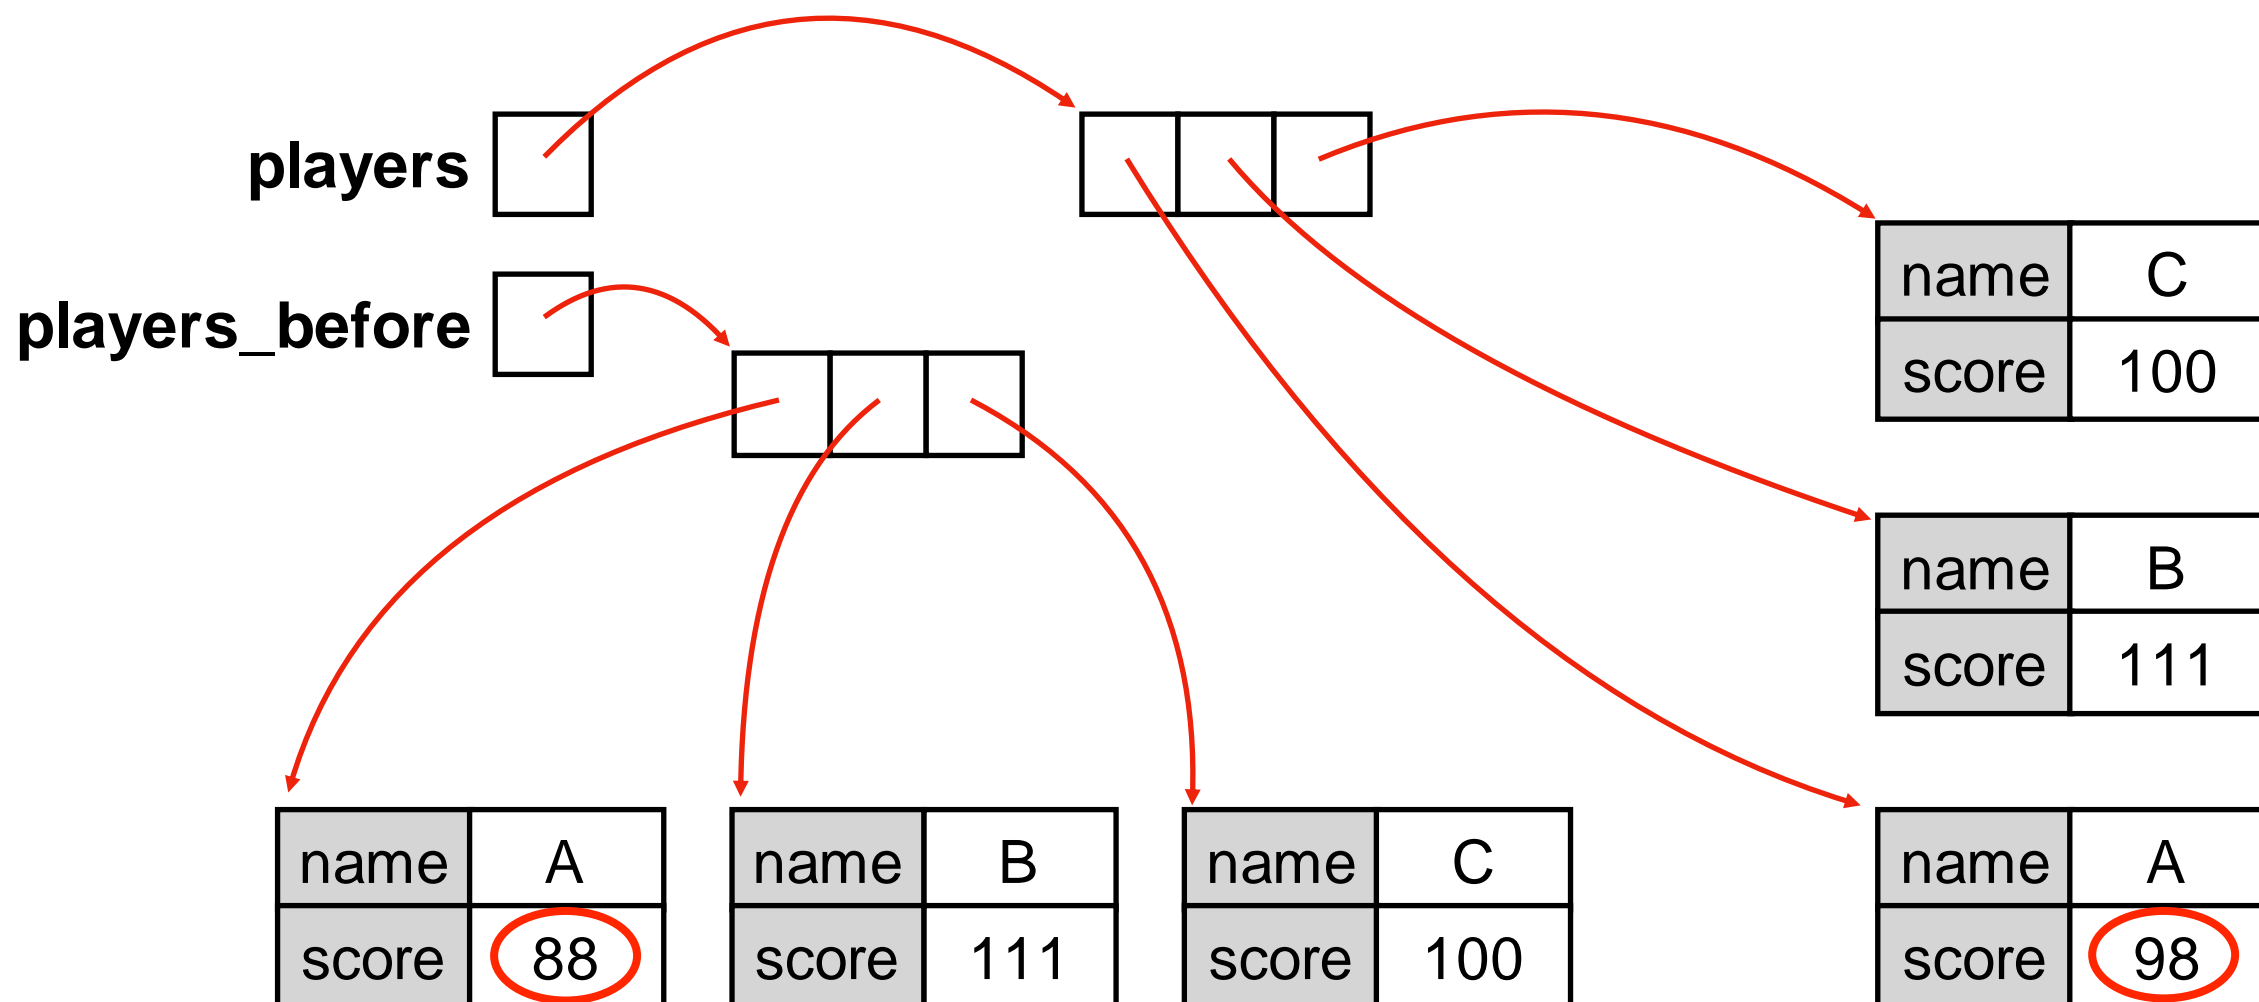 players
players_before
name C
score 100
name B
score 111
name A name B name C name A
score 88 score 111 score 100 score 98